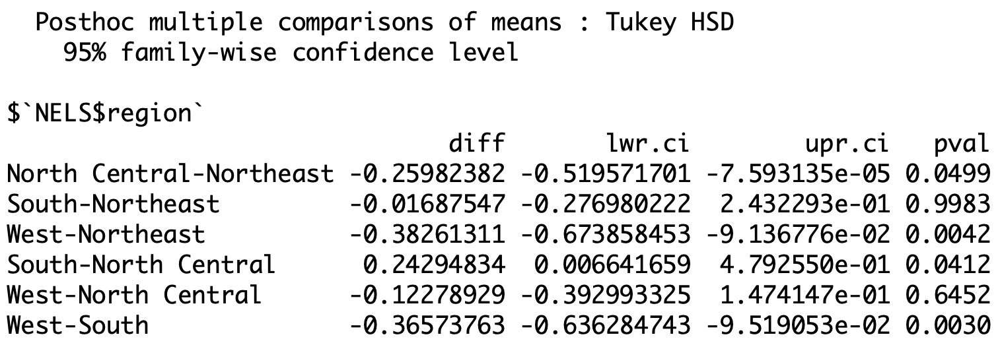 Posthoc multiple comparisons of means : Tukey HSD
95% family-wise confidence level
$`NELS$region`
diff lwr.ci upr.ci pval
North Central-Northeast -0.25982382 -0.519571701 -7.593135e-05 0.0499
South-Northeast -0.01687547 -0.276980222 2.432293e-01 0.9983
West-Northeast -0.38261311 -0.673858453 -9.136776e-02 0.0042
South-North Central 0.24294834 0.006641659 4.792550e-01 0.0412
West-North Central -0.12278929 -0.392993325 1.474147e-01 0.6452
West-South -0.36573763 -0.636284743 -9.519053e-02 0.0030